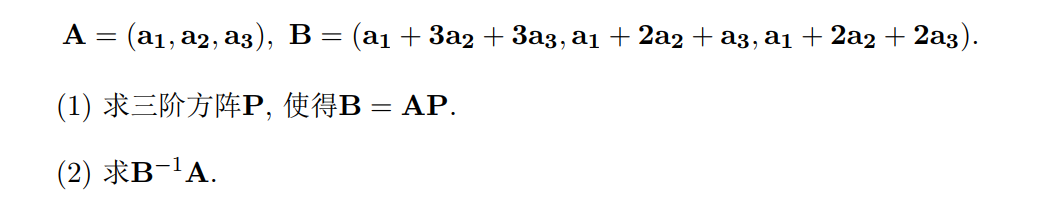 A = (a₁, a₂, a₃), B = (a₁ + 3a₂ + 3a₃, a₁ + 2a₂ + a₃, a₁ + 2a₂ + 2a₃).
(1) 求三阶方阵P, 使得B = AP.
(2) 求B⁻¹A.